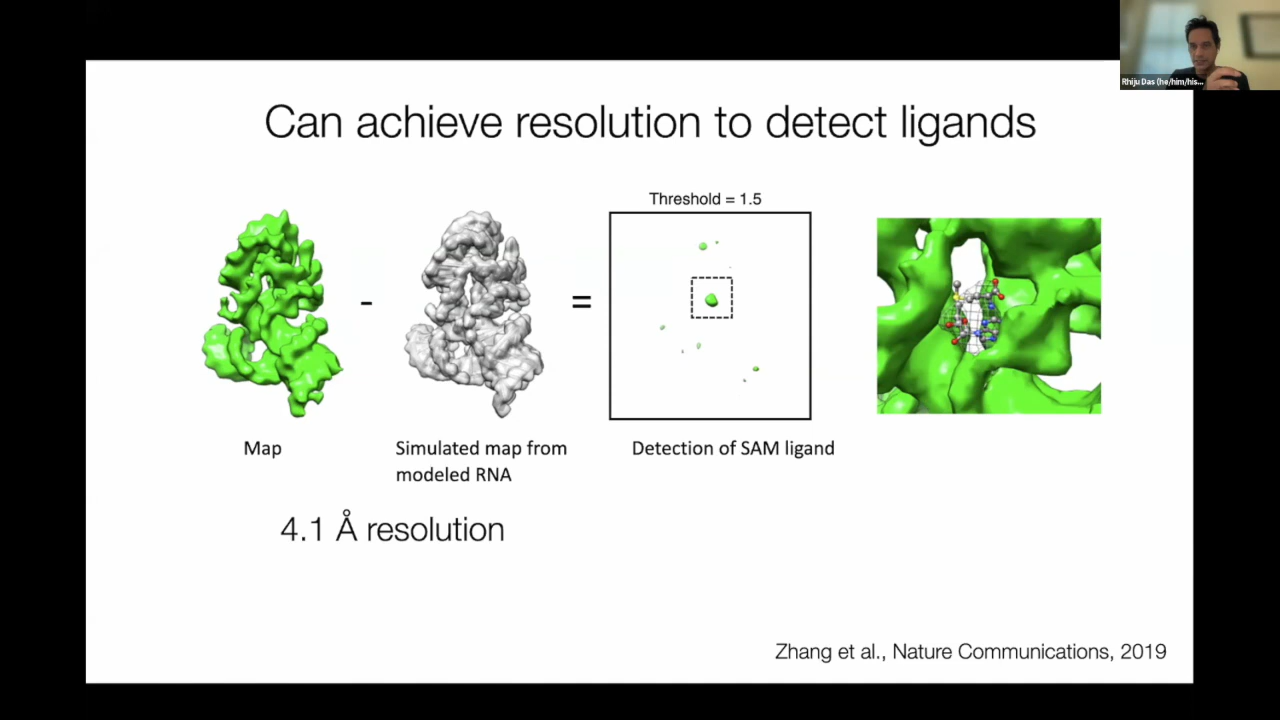 Rhiju Das (he/him/his...
Can achieve resolution to detect ligands
Threshold = 1.5
-
=
Map
Simulated map from
modeled RNA
Detection of SAM ligand
4.1 Å resolution
Zhang et al., Nature Communications, 2019